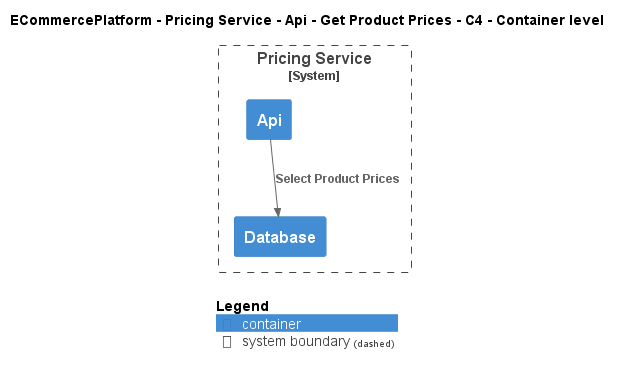 ECommercePlatform - Pricing Service - Api - Get Product Prices - C4 - Container level
Pricing Service
[System]
Api
Select Product Prices
Database
Legend
container
system boundary (dashed)